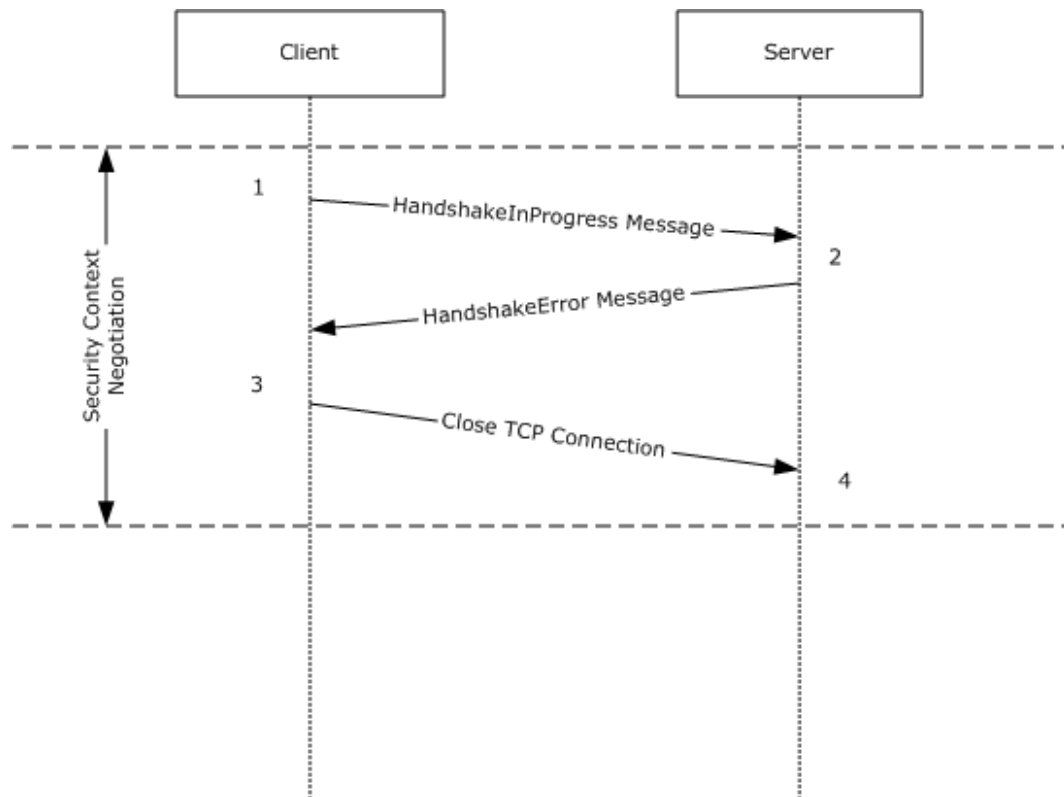 Client
Server
1
HandshakeInProgress Message
2
HandshakeError Message
Security Context
Negotiation
3
Close TCP Connection
4